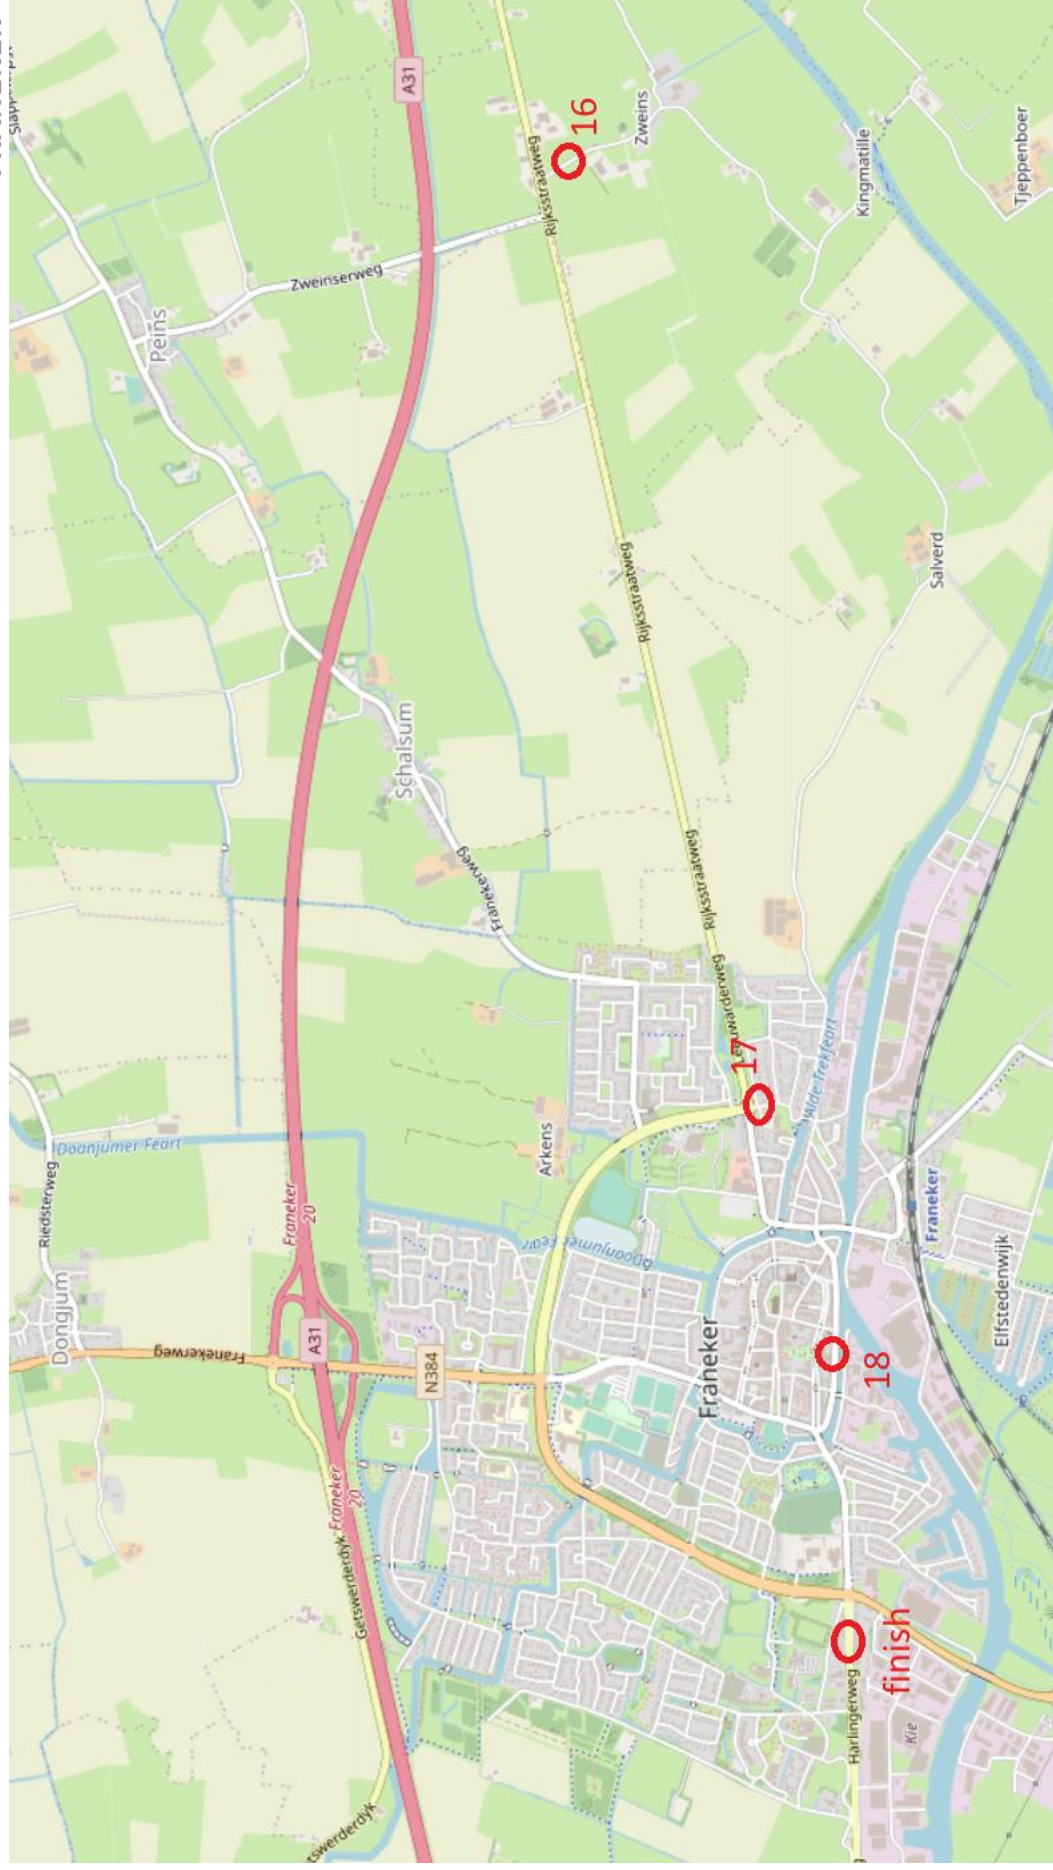 A31
Rijksstraatweg
16
Zweins
Kingmatille
Tjeppenboer
Zweinserweg
Peins
Rijksstraatweg
Rijksstraatweg
Salverd
Schalsum
Franekerweg
Rijksstraatweg
Leeuwarderweg
17
Alde Trekfeart
Doanjumer Feart
Riedsterweg
Arkens
Franeker
20
Doanjumer Feart
Franeker
Elfstedenwijk
Dongjum
Franekerweg
A31
N384
Franeker
18
Franeker
20
Getswerderdyk
finish
Harlingerweg
Kie
tswerderdyk